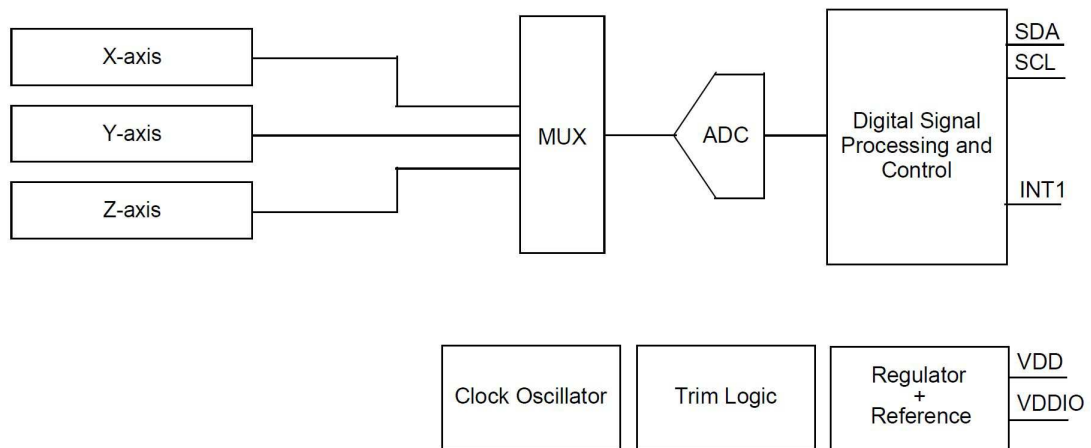 X-axis
Y-axis
Z-axis
MUX
ADC
Digital Signal
Processing and
Control
SDA
SCL
INT1
Clock Oscillator
Trim Logic
Regulator
+
Reference
VDD
VDDIO